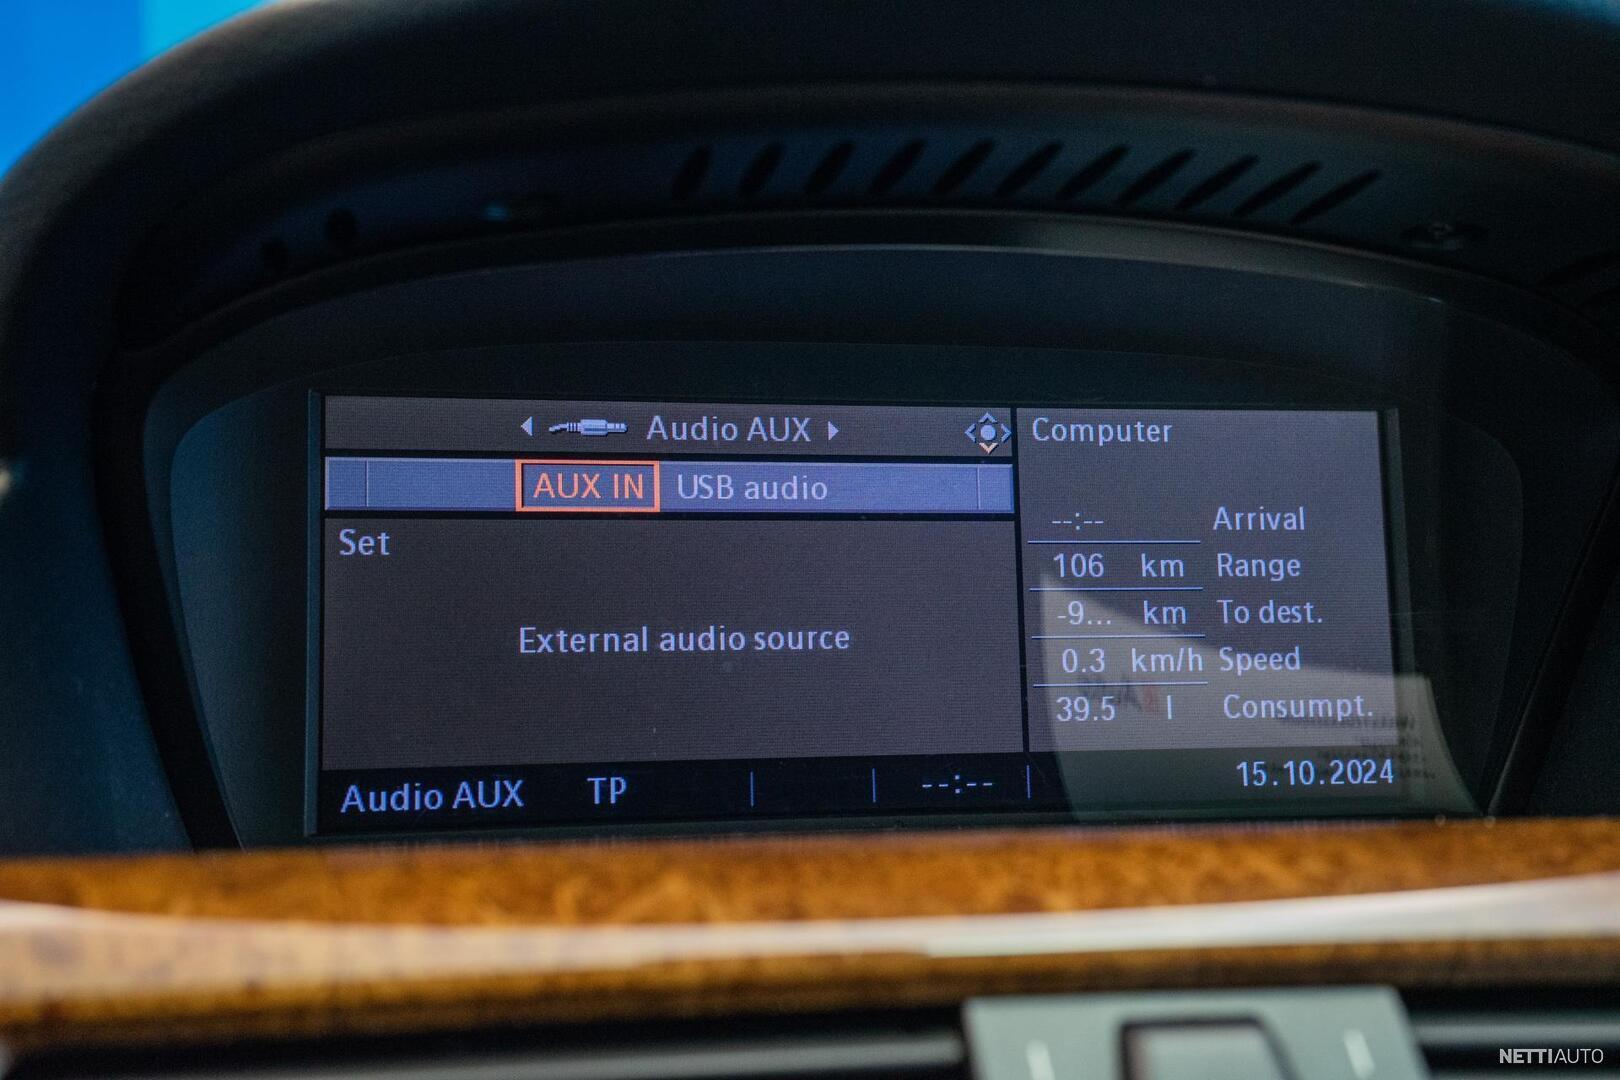 Audio AUX
AUX IN USB audio
Set
External audio source
Computer
--:-- Arrival
106 km Range
-9... km To dest.
0.3 km/h Speed
39.5 l Consumpt.
Audio AUX TP --:-- 15.10.2024
NETTIAUTO